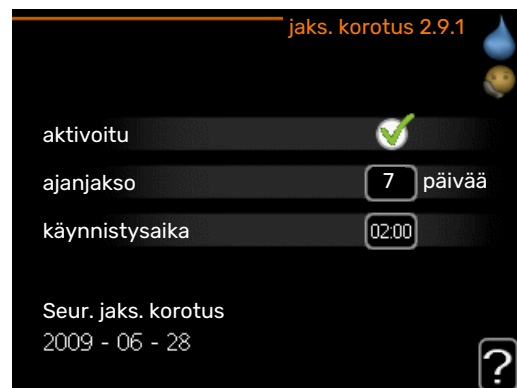 jaks. korotus 2.9.1
aktivoitu
ajanjakso 7 päivää
käynnistysaika 02:00
Seur. jaks. korotus
2009 - 06 - 28
?